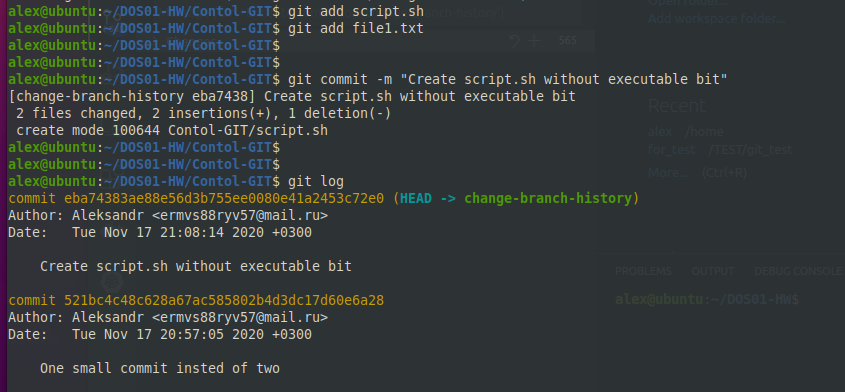 alex@ubuntu:~/DOS01-HW/Contol-GIT$ git add script.sh
alex@ubuntu:~/DOS01-HW/Contol-GIT$ git add file1.txt
alex@ubuntu:~/DOS01-HW/Contol-GIT$
alex@ubuntu:~/DOS01-HW/Contol-GIT$
alex@ubuntu:~/DOS01-HW/Contol-GIT$ git commit -m "Create script.sh without executable bit"
[change-branch-history eba7438] Create script.sh without executable bit
 2 files changed, 2 insertions(+), 1 deletion(-)
 create mode 100644 Contol-GIT/script.sh
alex@ubuntu:~/DOS01-HW/Contol-GIT$
alex@ubuntu:~/DOS01-HW/Contol-GIT$
alex@ubuntu:~/DOS01-HW/Contol-GIT$ git log
commit eba74383ae88e56d3b755ee0080e41a2453c72e0 (HEAD -> change-branch-history)
Author: Aleksandr <ermvs88ryv57@mail.ru>
Date:   Tue Nov 17 21:08:14 2020 +0300
    Create script.sh without executable bit
commit 521bc4c48c628a67ac585802b4d3dc17d60e6a28
Author: Aleksandr <ermvs88ryv57@mail.ru>
Date:   Tue Nov 17 20:57:05 2020 +0300
    One small commit insted of two
Open folder...
Add workspace folder...
Recent
alex /home
for_test /TEST/git_test
More... (Ctrl+R)
PROBLEMS OUTPUT DEBUG CONSOLE
alex@ubuntu:~/DOS01-HW$